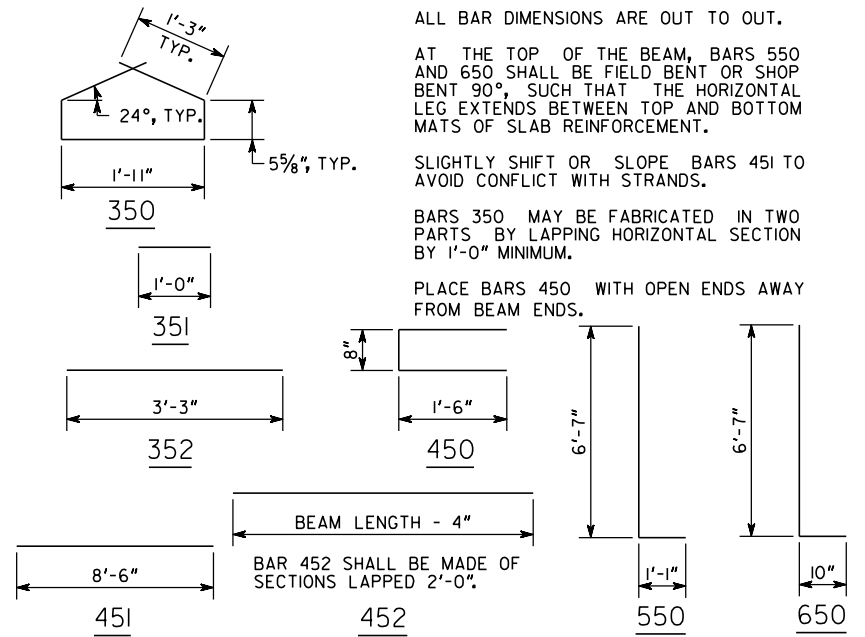 1'-3"
TYP.
24°, TYP.
5⅝", TYP.
1'-11"
350
1'-0"
351
3'-3"
352
8'-6"
451
ALL BAR DIMENSIONS ARE OUT TO OUT.
AT THE TOP OF THE BEAM, BARS 550
AND 650 SHALL BE FIELD BENT OR SHOP
BENT 90°, SUCH THAT THE HORIZONTAL
LEG EXTENDS BETWEEN TOP AND BOTTOM
MATS OF SLAB REINFORCEMENT.
SLIGHTLY SHIFT OR SLOPE BARS 451 TO
AVOID CONFLICT WITH STRANDS.
BARS 350 MAY BE FABRICATED IN TWO
PARTS BY LAPPING HORIZONTAL SECTION
BY 1'-0" MINIMUM.
PLACE BARS 450 WITH OPEN ENDS AWAY
FROM BEAM ENDS.
8"
1'-6"
450
BEAM LENGTH - 4"
BAR 452 SHALL BE MADE OF
SECTIONS LAPPED 2'-0".
452
6'-7"
1'-1"
550
6'-7"
10"
650